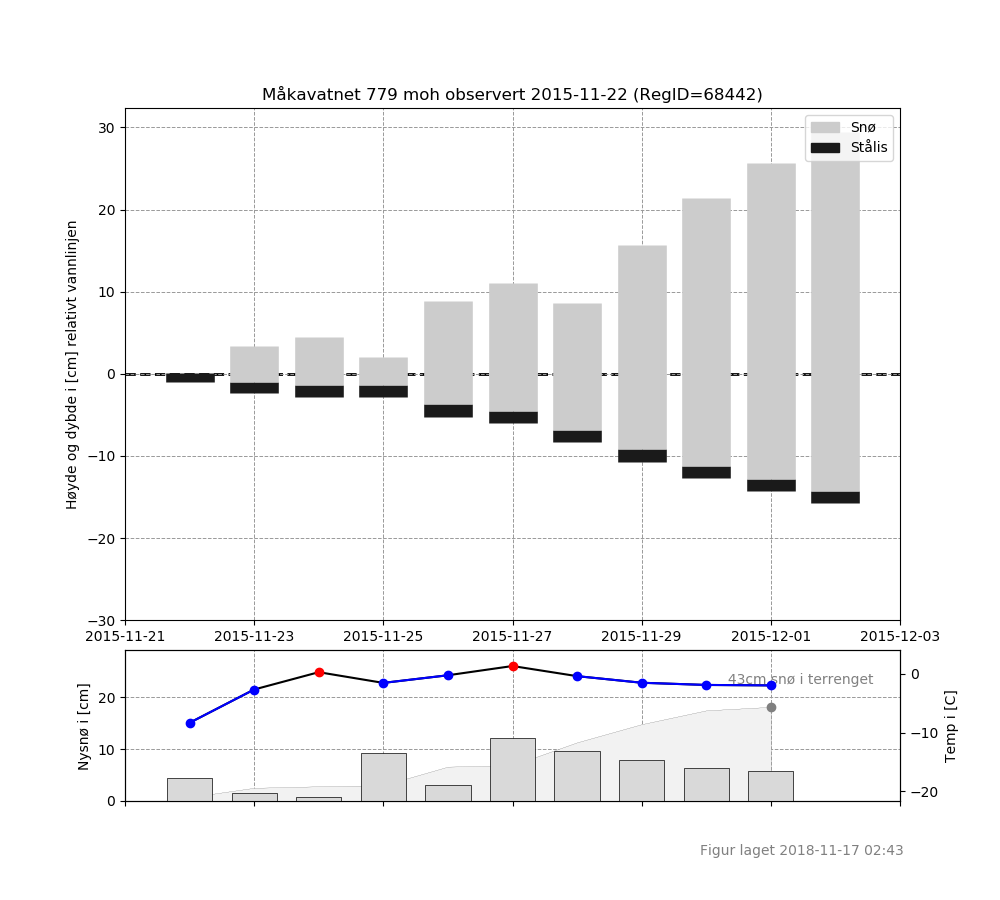 Måkavatnet 779 moh observert 2015-11-22 (RegID=68442)
Høyde og dybde i [cm] relativt vannlinjen
30
20
10
0
−10
−20
−30
Snø
Stålis
2015-11-21 2015-11-23 2015-11-25 2015-11-27 2015-11-29 2015-12-01 2015-12-03
Nysnø i [cm]
20
10
0
43cm snø i terrenget
0
−10
−20
Temp i [C]
Figur laget 2018-11-17 02:43